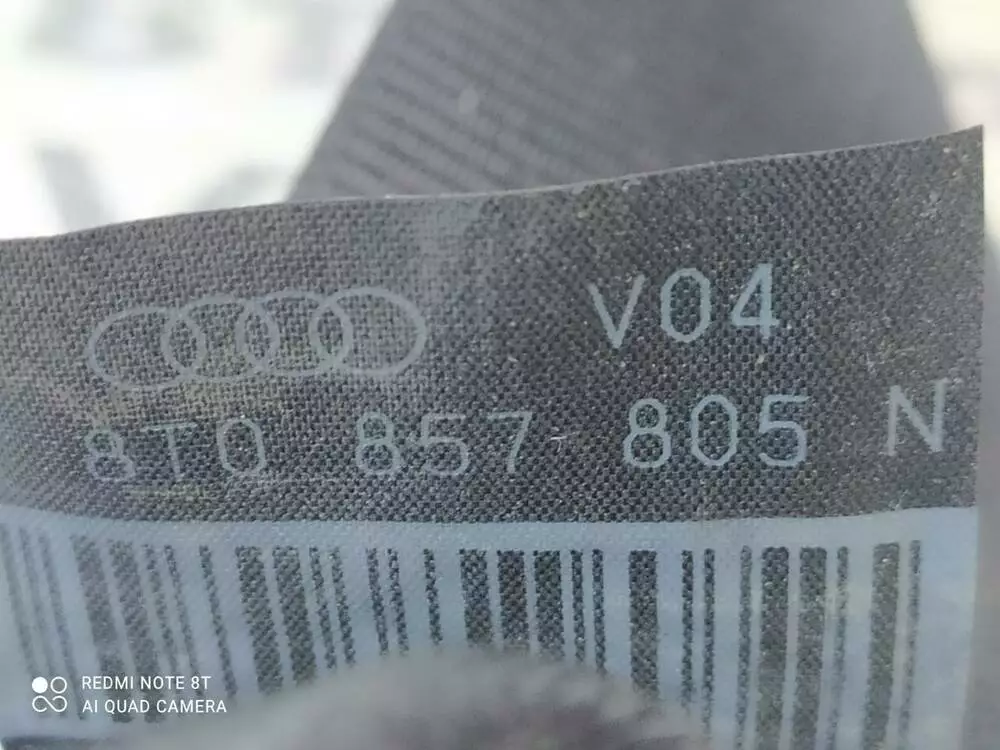 V04
8T0 857 805 N
REDMI NOTE 8T
AI QUAD CAMERA